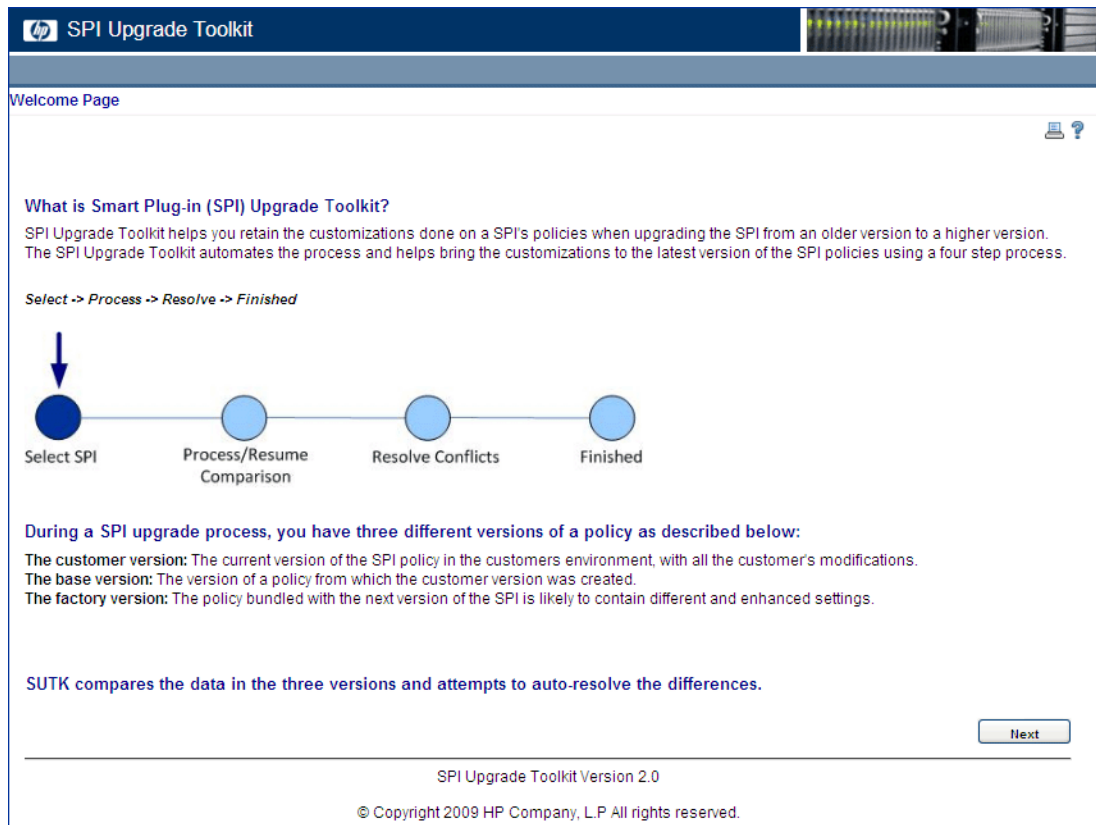 hp SPI Upgrade Toolkit
Welcome Page
What is Smart Plug-in (SPI) Upgrade Toolkit?
SPI Upgrade Toolkit helps you retain the customizations done on a SPI's policies when upgrading the SPI from an older version to a higher version.
The SPI Upgrade Toolkit automates the process and helps bring the customizations to the latest version of the SPI policies using a four step process.
Select -> Process -> Resolve -> Finished
Select SPI
Process/Resume
Comparison
Resolve Conflicts
Finished
During a SPI upgrade process, you have three different versions of a policy as described below:
The customer version: The current version of the SPI policy in the customers environment, with all the customer's modifications.
The base version: The version of a policy from which the customer version was created.
The factory version: The policy bundled with the next version of the SPI is likely to contain different and enhanced settings.
SUTK compares the data in the three versions and attempts to auto-resolve the differences.
Next
SPI Upgrade Toolkit Version 2.0
© Copyright 2009 HP Company, L.P All rights reserved.